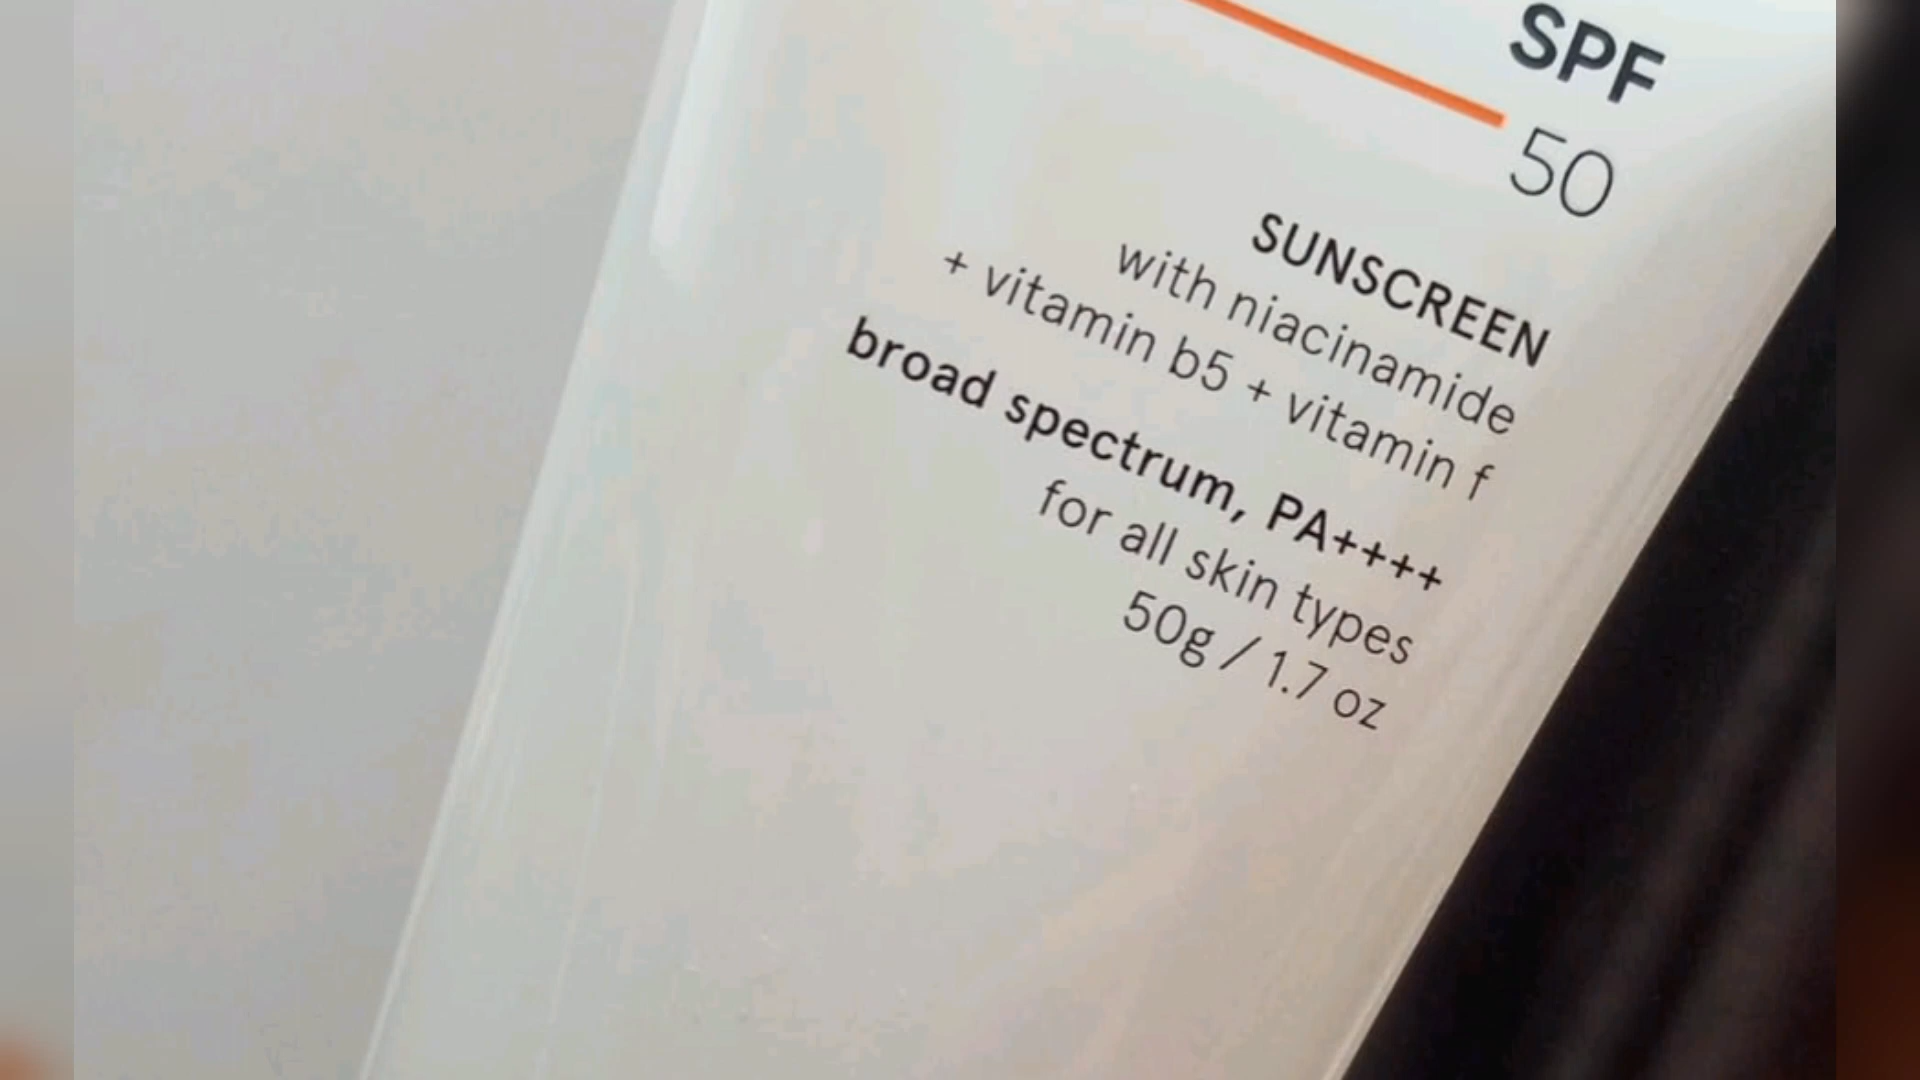 SPF
50
SUNSCREEN
with niacinamide
+ vitamin b5 + vitamin f
broad spectrum, PA++++
for all skin types
50g / 1.7 oz